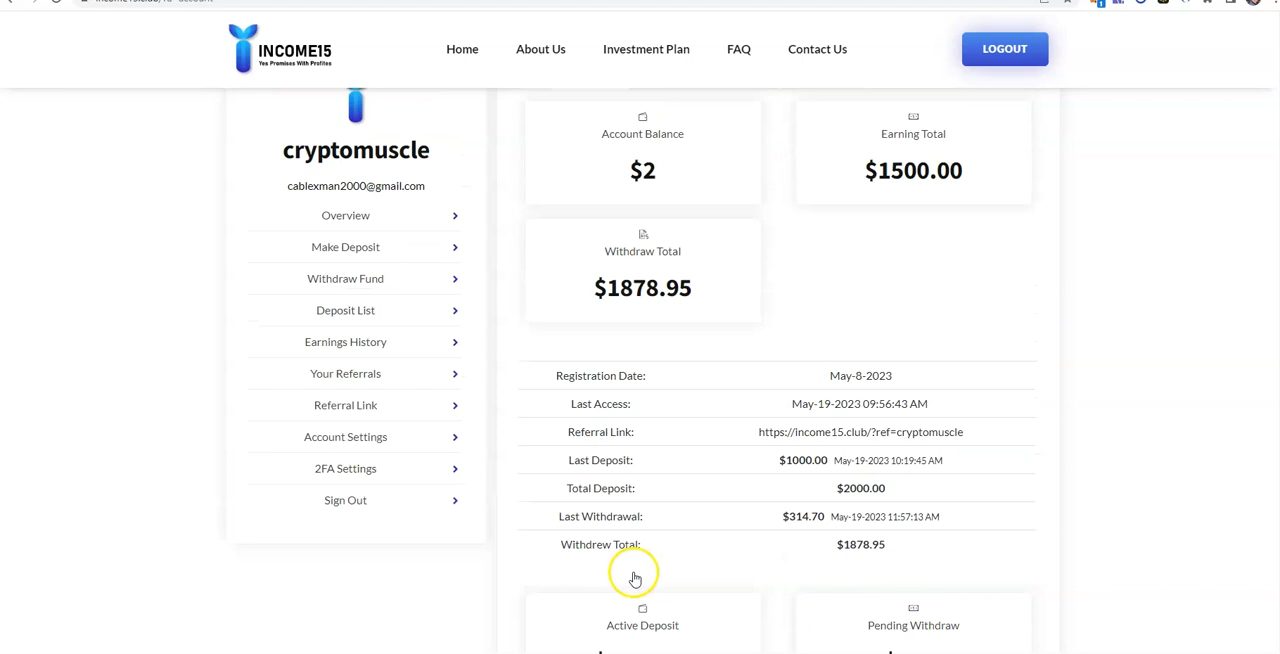 INCOME15
Yes Promises With Profites
Home
About Us
Investment Plan
FAQ
Contact Us
LOGOUT
cryptomuscle
cablexman2000@gmail.com
Overview
Make Deposit
Withdraw Fund
Deposit List
Earnings History
Your Referrals
Referral Link
Account Settings
2FA Settings
Sign Out
Account Balance
$2
Earning Total
$1500.00
Withdraw Total
$1878.95
Registration Date: May-8-2023
Last Access: May-19-2023 09:56:43 AM
Referral Link: https://income15.club/?ref=cryptomuscle
Last Deposit: $1000.00 May-19-2023 10:19:45 AM
Total Deposit: $2000.00
Last Withdrawal: $314.70 May-19-2023 11:57:13 AM
Withdrew Total: $1878.95
Active Deposit
Pending Withdraw